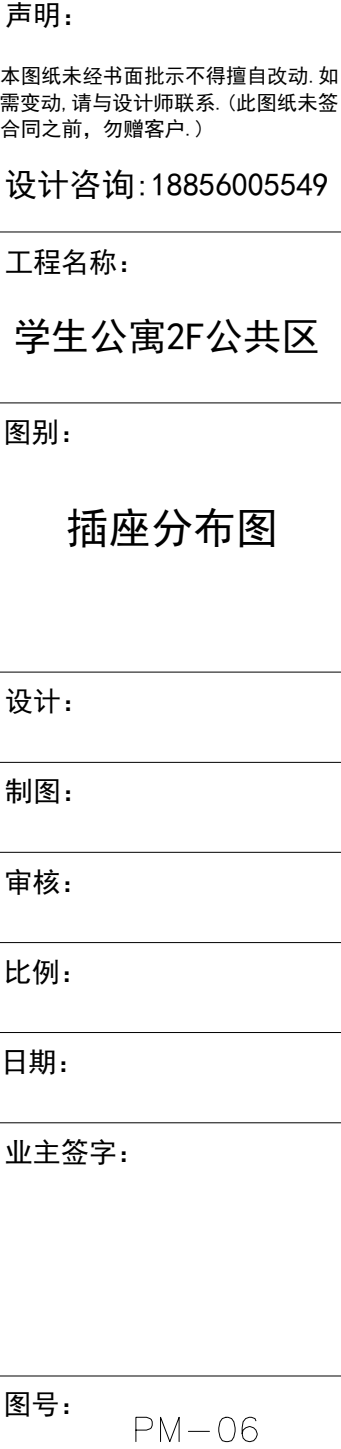 声明：
本图纸未经书面批示不得擅自改动.如
需变动,请与设计师联系.(此图纸未签
合同之前，勿赠客户.)
设计咨询:18856005549
工程名称：
学生公寓2F公共区
图别：
插座分布图
设计：
制图：
审核：
比例：
日期：
业主签字：
图号：
PM-06